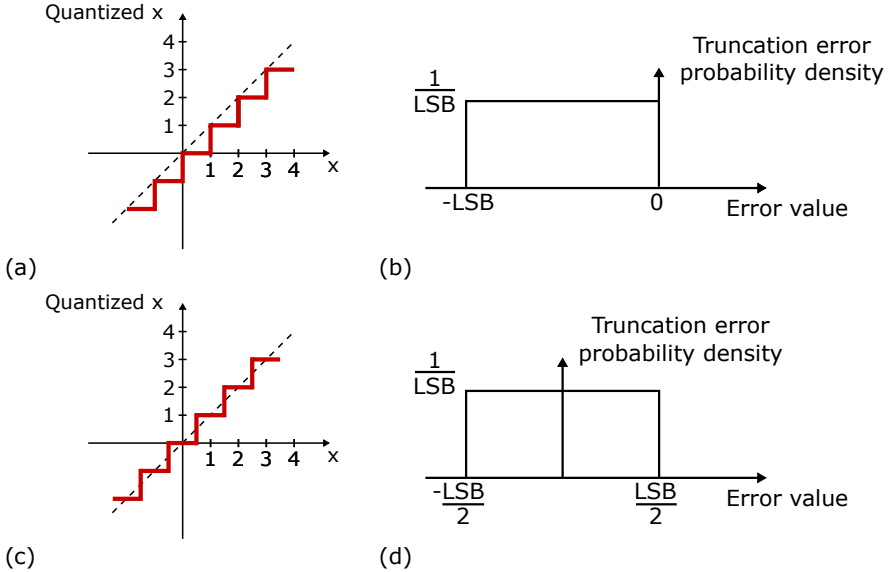 Quantized x
4
3
2
1
1 2 3 4
x
(a)
Truncation error
probability density
1
LSB
-LSB
0
Error value
(b)
Quantized x
4
3
2
1
1 2 3 4
x
(c)
Truncation error
probability density
1
LSB
-LSB
2
LSB
2
Error value
(d)